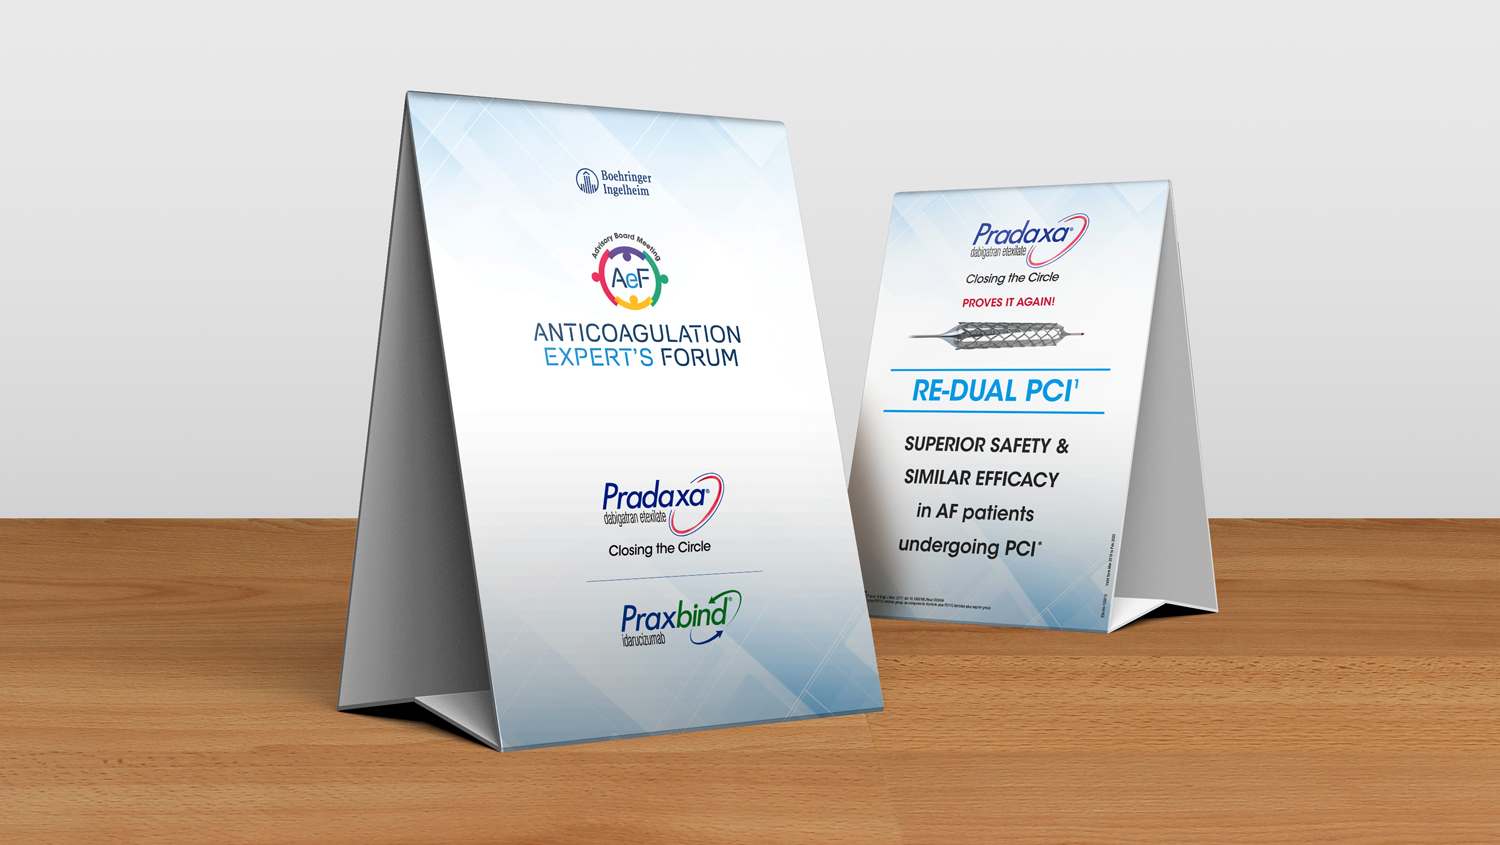 Boehringer
Ingelheim
Advisory Board Meeting
AeF
ANTICOAGULATION
EXPERT'S FORUM
Pradaxa®
dabigatran etexilate
Closing the Circle
Praxbind®
idarucizumab
Pradaxa®
dabigatran etexilate
Closing the Circle
PROVES IT AGAIN!
RE-DUAL PCI¹
SUPERIOR SAFETY &
SIMILAR EFFICACY
in AF patients
undergoing PCI*